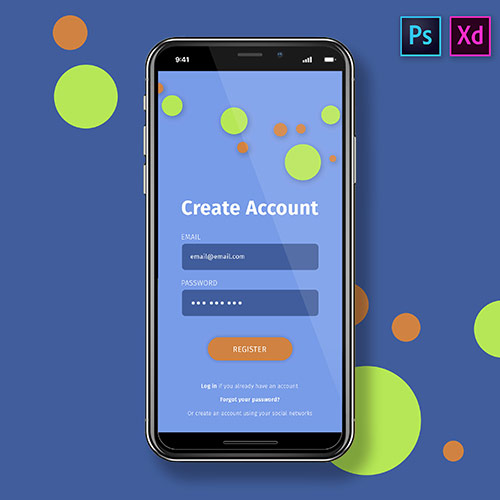 Ps Xd
9:41
Create Account
EMAIL
email@email.com
PASSWORD
REGISTER
Log in if you already have an account
Forgot your password?
Or create an account using your social networks